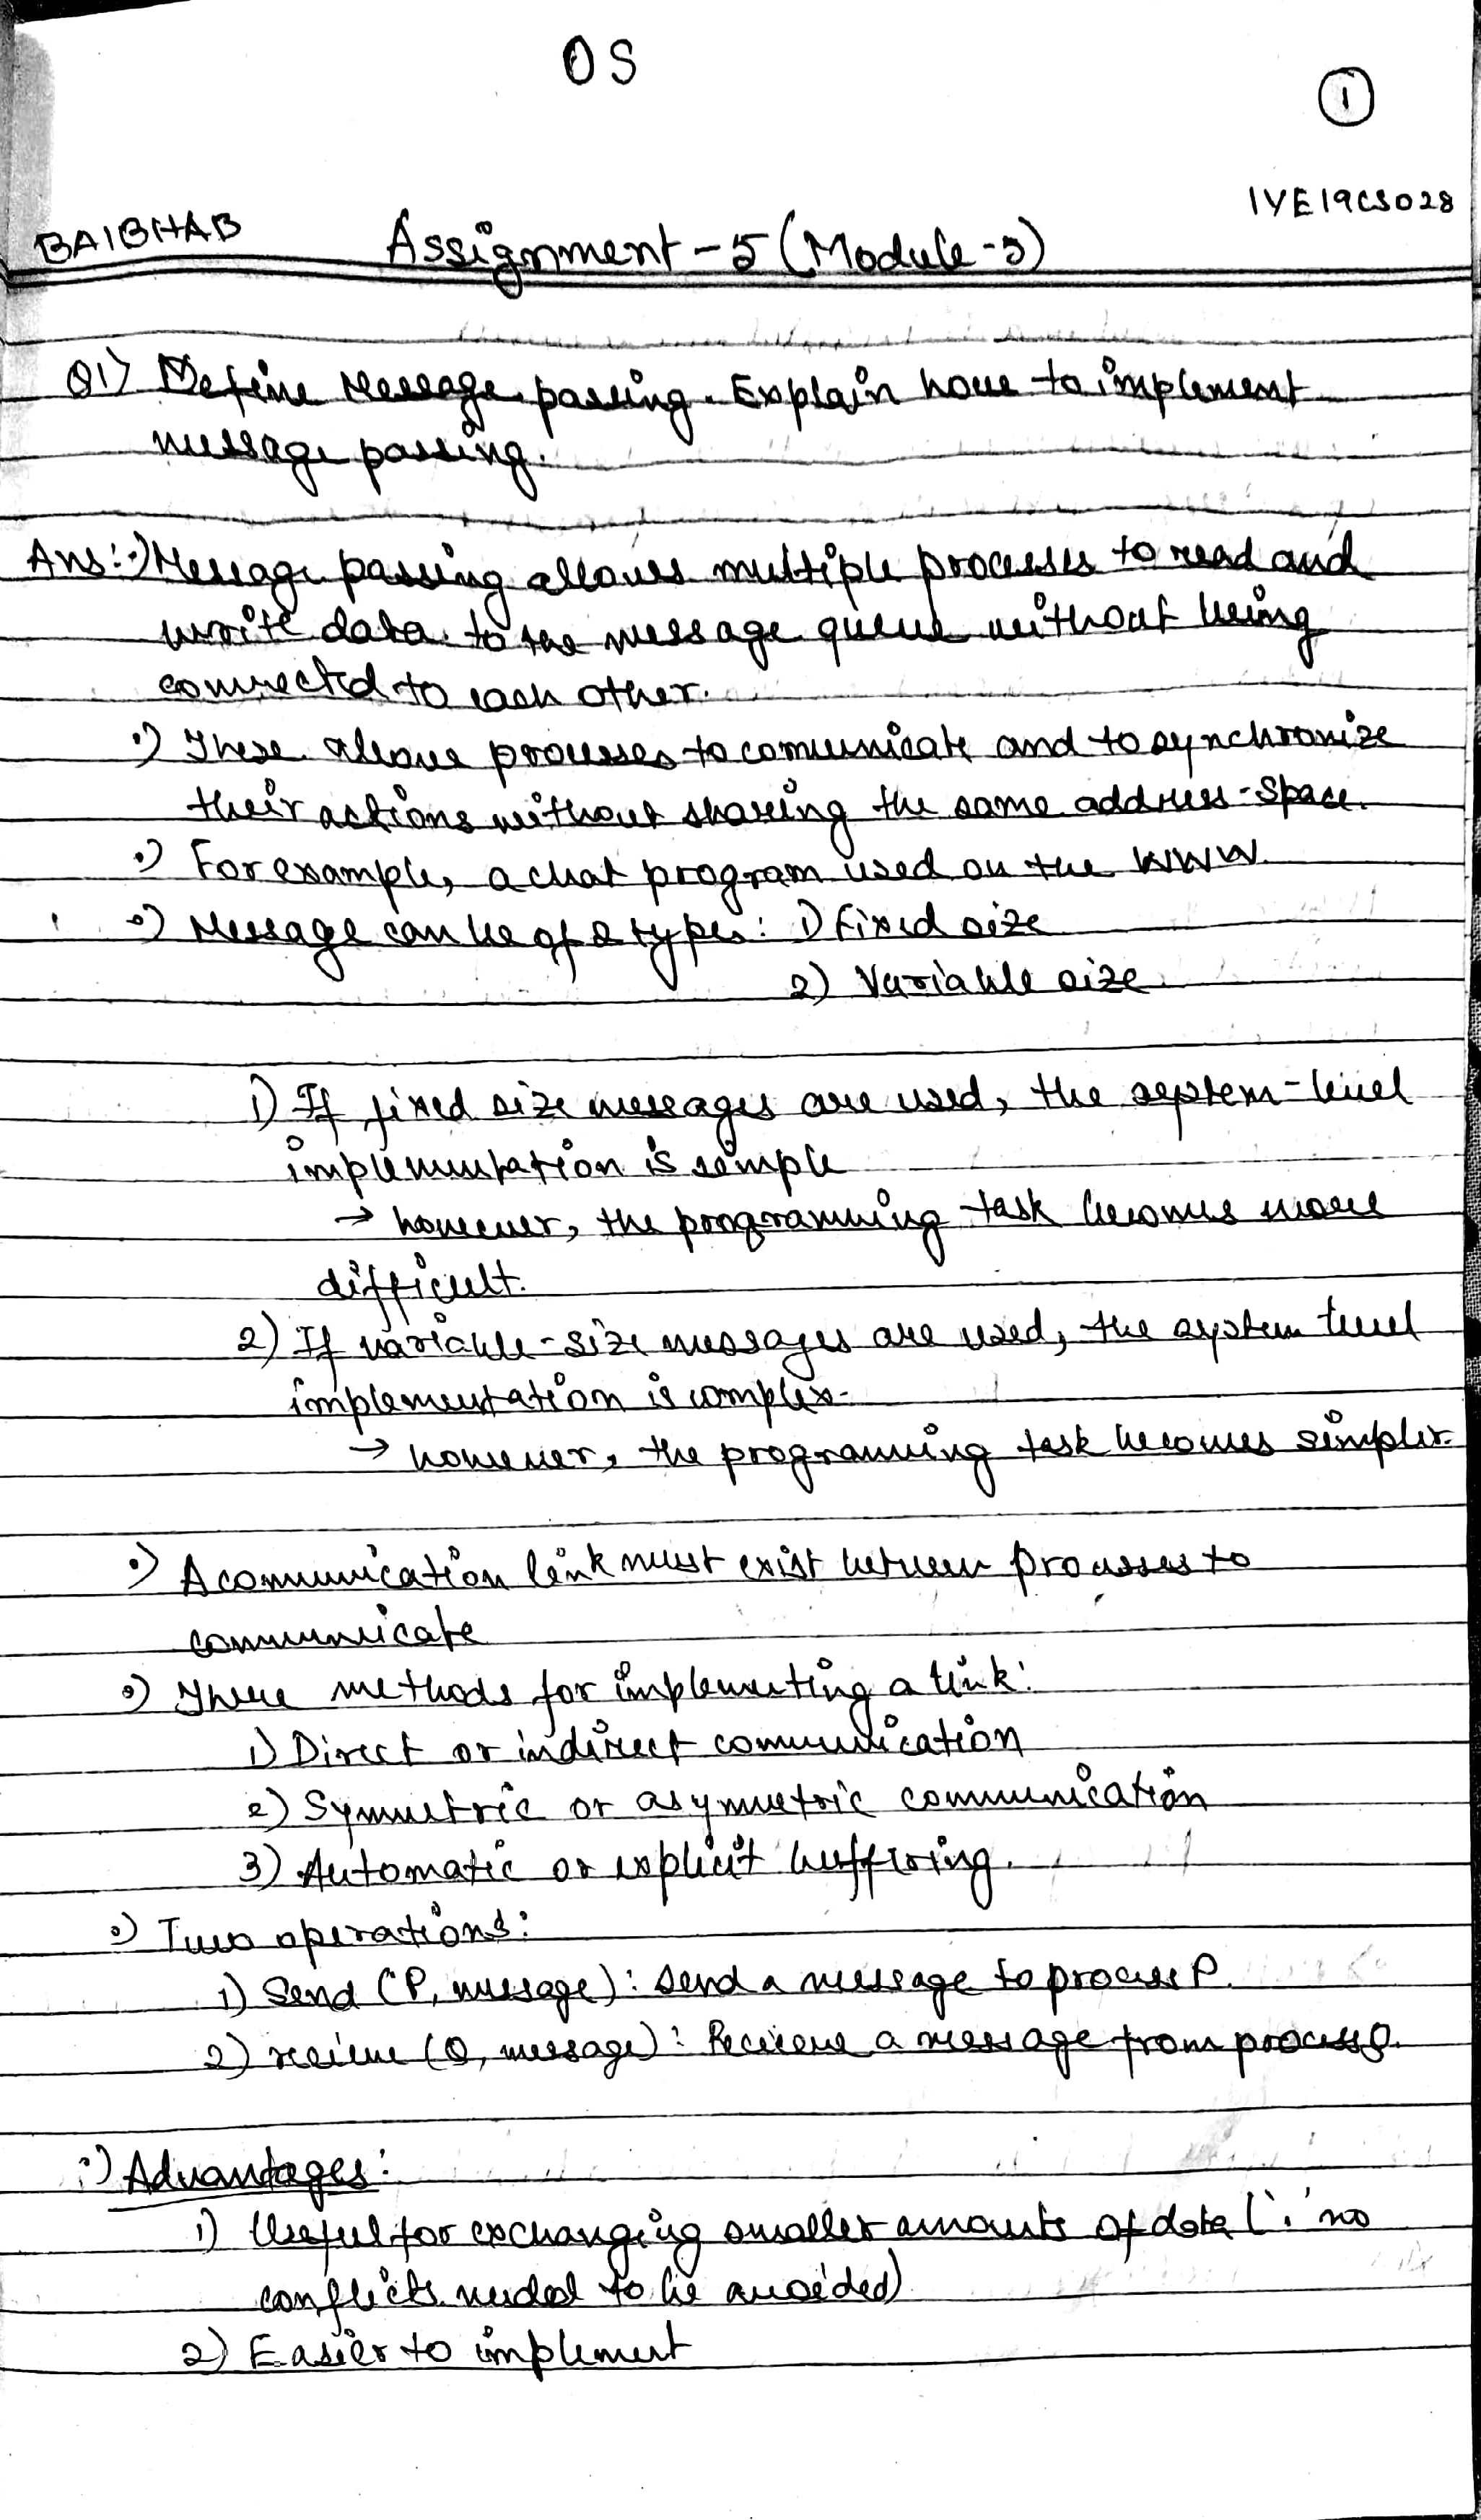 OS
1
1YE19CS028
BAIBHAB
Assignment - 5 (Module - 3)
Q1) Define Message passing. Explain how to implement
message passing.
Ans:•) Message passing allows multiple processes to read and
write data to the message queue without being
connected to each other.
•) These allows processes to communicate and to synchronize
their actions without sharing the same address-space.
•) For example, a chat program used on the WWW
•) Message can be of 2 types: 1) fixed size
2) Variable size
1) If fixed size messages are used, the system-level
implementation is simple
→ however, the programming task becomes more
difficult.
2) If variable-size messages are used, the system level
implementation is complex-
→ however, the programming task becomes simpler.
•) A communication link must exist between processes to
communicate
•) Three methods for implementing a link:
1) Direct or indirect communication
2) Symmetric or asymmetric communication
3) Automatic or explicit buffering.
•) Two operations:
1) Send (P, message): Send a message to process P.
2) receive (Q, message): Receieve a message from process Q.
•) Advantages:
1) Useful for exchanging smaller amounts of data (∵ no
conflicts needed to be avoided)
2) Easier to implement